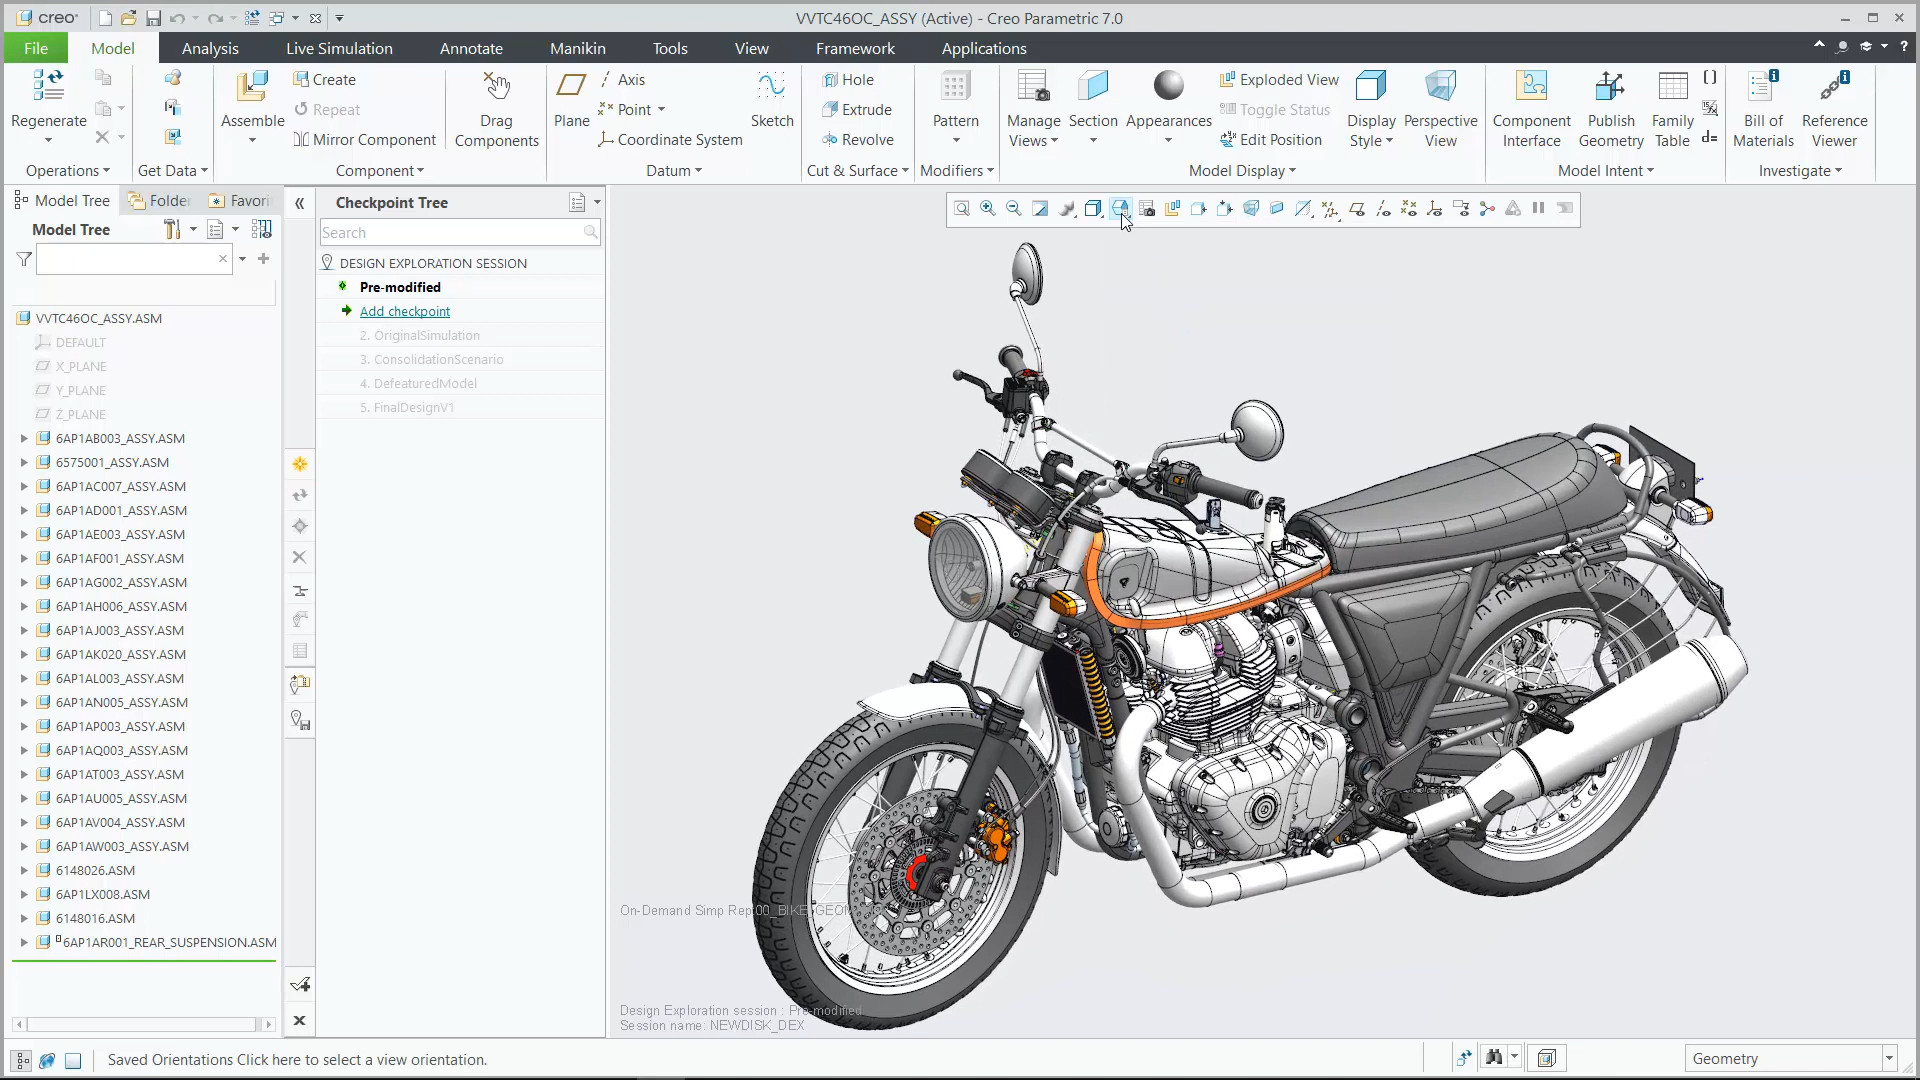 creo
VVTC46OC_ASSY (Active) - Creo Parametric 7.0
File
Model
Analysis
Live Simulation
Annotate
Manikin
Tools
View
Framework
Applications
Regenerate
Operations
Get Data
Assemble
Create
Repeat
Mirror Component
Drag
Components
Component
Plane
Axis
Point
Coordinate System
Sketch
Datum
Hole
Extrude
Revolve
Cut & Surface
Pattern
Modifiers
Manage
Views
Section
Appearances
Exploded View
Toggle Status
Edit Position
Display
Style
Perspective
View
Model Display
Component
Interface
Publish
Geometry
Family
Table
Model Intent
Bill of
Materials
Reference
Viewer
Investigate
Model Tree
Folder
Favori
Model Tree
VVTC46OC_ASSY.ASM
DEFAULT
X_PLANE
Y_PLANE
Z_PLANE
6AP1AB003_ASSY.ASM
6575001_ASSY.ASM
6AP1AC007_ASSY.ASM
6AP1AD001_ASSY.ASM
6AP1AE003_ASSY.ASM
6AP1AF001_ASSY.ASM
6AP1AG002_ASSY.ASM
6AP1AH006_ASSY.ASM
6AP1AJ003_ASSY.ASM
6AP1AK020_ASSY.ASM
6AP1AL003_ASSY.ASM
6AP1AN005_ASSY.ASM
6AP1AP003_ASSY.ASM
6AP1AQ003_ASSY.ASM
6AP1AT003_ASSY.ASM
6AP1AU005_ASSY.ASM
6AP1AV004_ASSY.ASM
6AP1AW003_ASSY.ASM
6148026.ASM
6AP1LX008.ASM
6148016.ASM
6AP1AR001_REAR_SUSPENSION.ASM
Checkpoint Tree
Search
DESIGN EXPLORATION SESSION
Pre-modified
Add checkpoint
2. OriginalSimulation
3. ConsolidationScenario
4. DefeaturedModel
5. FinalDesignV1
On-Demand Simp Rep:00_BIKE_GEOM
Design Exploration session : Pre-modified
Session name: NEWDISK_DEX
Saved Orientations Click here to select a view orientation.
Geometry